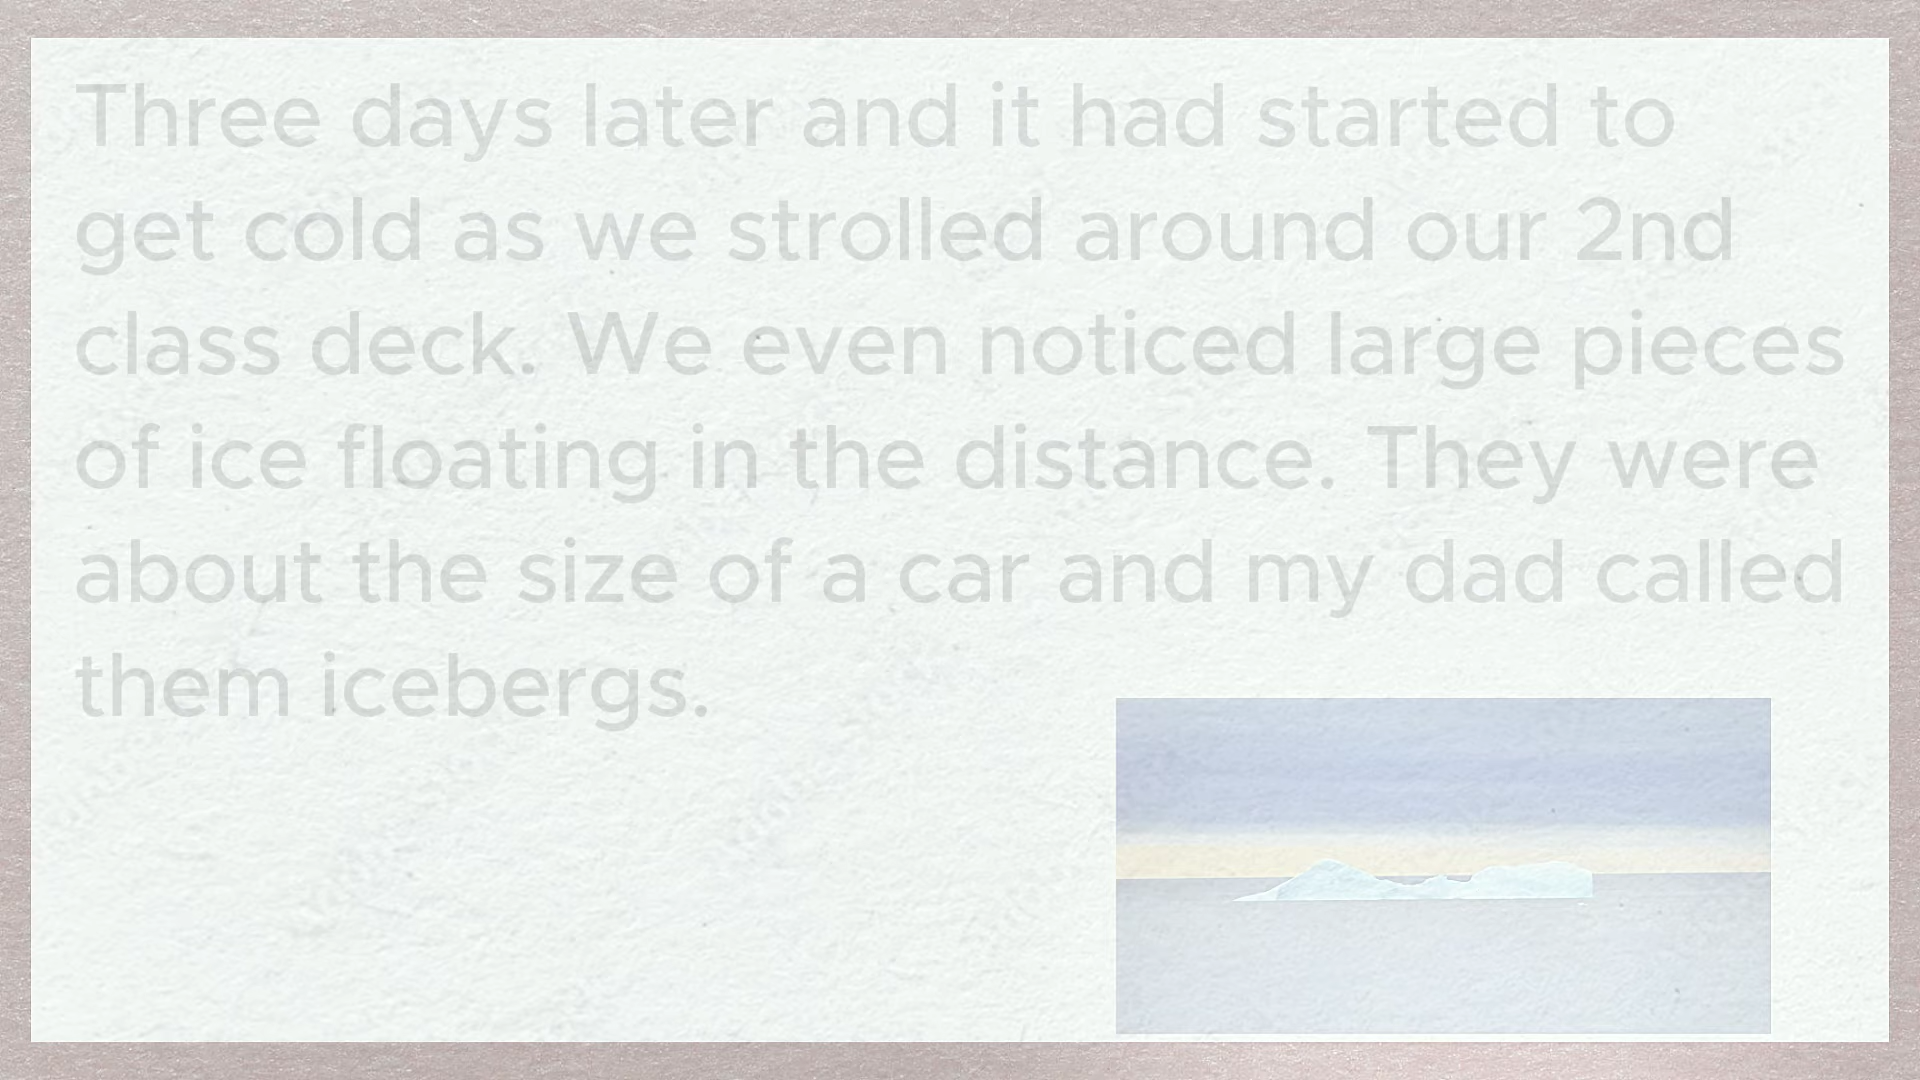 Three days later and it had started to
get cold as we strolled around our 2nd
class deck. We even noticed large pieces
of ice floating in the distance. They were
about the size of a car and my dad called
them icebergs.